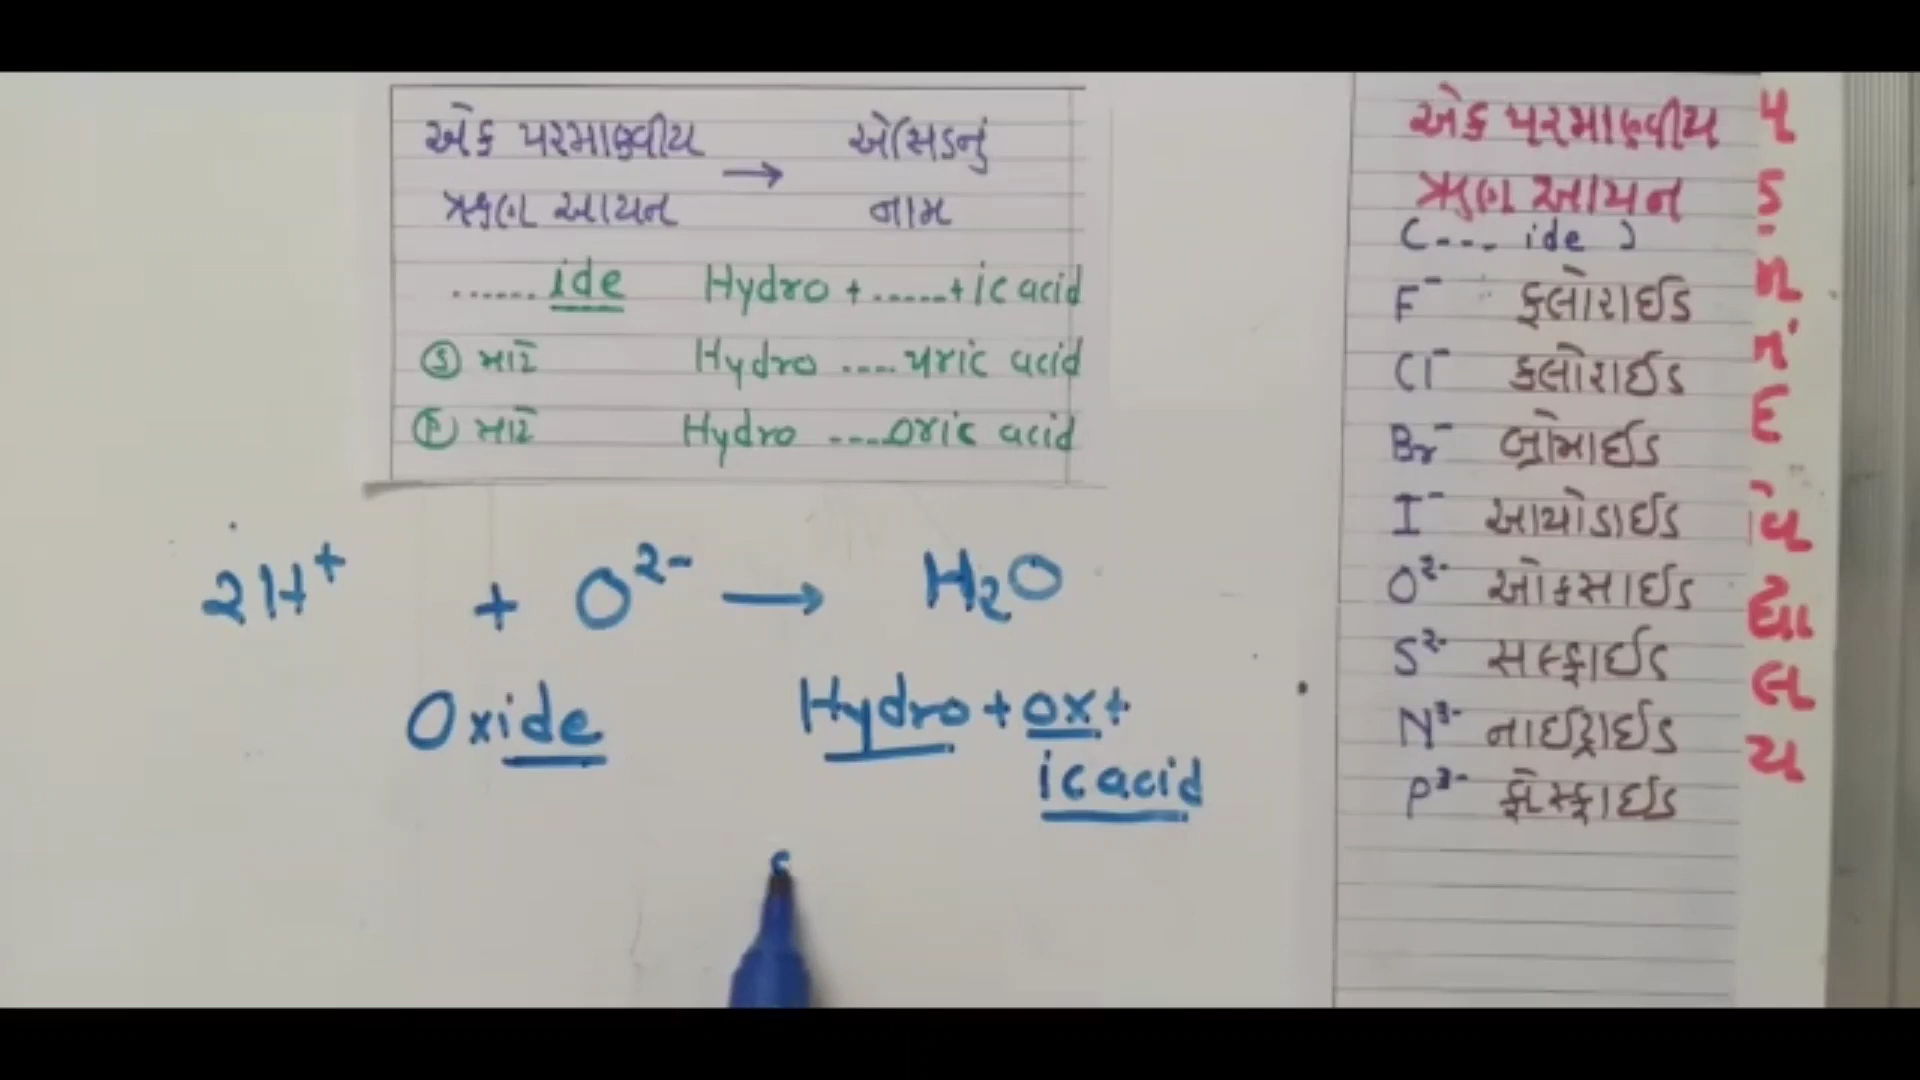 એક પરમાણ્વીય → એસિડનું
ઋણ આયન નામ
...... ide Hydro + ...... + ic acid
Ⓢ માટે Hydro .... uric acid
Ⓟ માટે Hydro .... oric acid
2H⁺ + O²⁻ → H₂O
Oxide Hydro + ox +
ic acid
એક પરમાણ્વીય
ઋણ આયન
(--- ide )
F⁻ ફ્લોરાઈડ
Cl⁻ ક્લોરાઈડ
Br⁻ બ્રોમાઈડ
I⁻ આયોડાઈડ
O²⁻ ઓક્સાઈડ
S²⁻ સલ્ફાઈડ
N³⁻ નાઈટ્રાઈડ
P³⁻ ફોસ્ફાઈડ